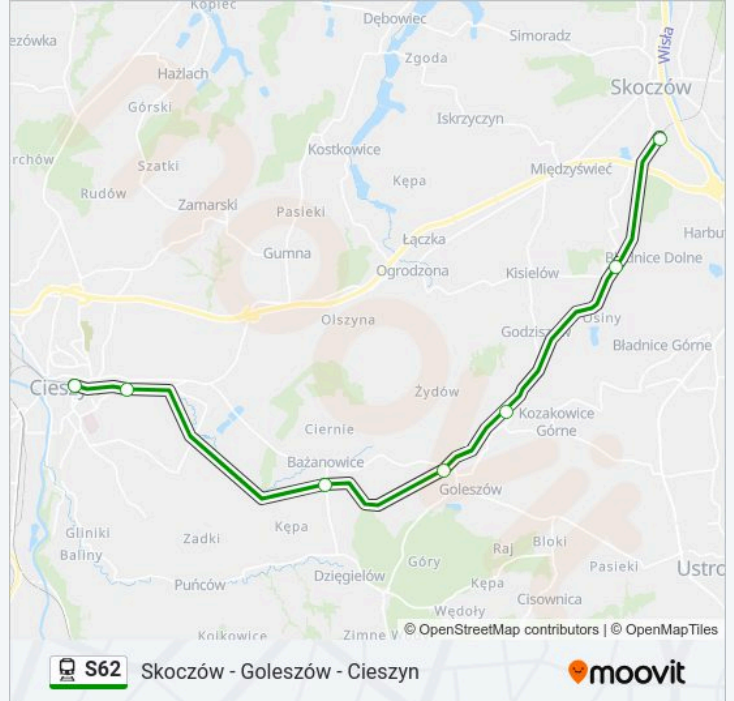 Kopiec
Dębowiec
Wisła
Simoradz
ezówka
Zgoda
Hażlach
Skoczów
Górski
Iskrzyczyn
Kostkowice
rchów
Szatki
Międzyświeć
Kępa
Rudów
Zamarski
Pasieki
Harbu
Łączka
Gumna
Bładnice Dolne
Ogrodzona
Kisielów
Olszyna
Osiny
Godzisz
Bładnice Górne
Ciesz
Żydów
Kozakowice
Górne
Ciernie
Bażanowice
Goleszów
Kępa
Gliniki
Zadki
Raj
Bloki
Baliny
Góry
Pasieki
Ustro
Dzięgielów
Kępa
Puńców
Cisownica
Wędoły
Kojkowice
Zimne W
© OpenStreetMap contributors | © OpenMapTiles
S62 Skoczów - Goleszów - Cieszyn
moovit